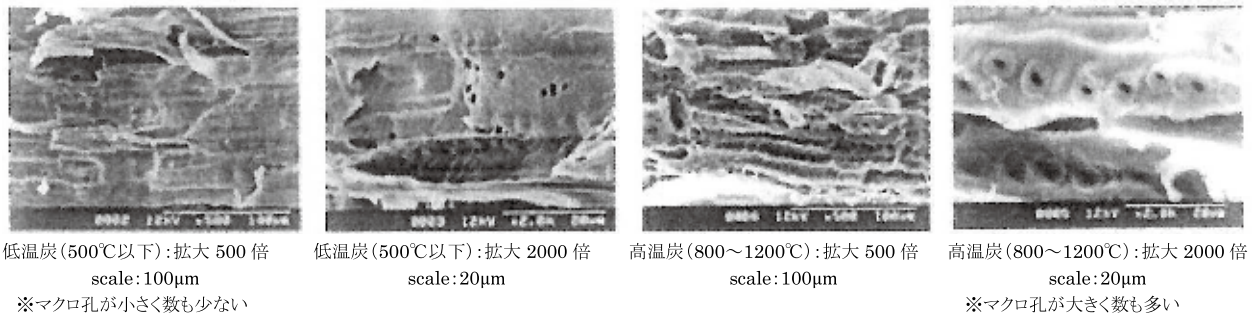 低温炭(500℃以下):拡大 500 倍
scale:100μm
※マクロ孔が小さく数も少ない
低温炭(500℃以下):拡大 2000 倍
scale:20μm
高温炭(800～1200℃):拡大 500 倍
scale:100μm
高温炭(800～1200℃):拡大 2000 倍
scale:20μm
※マクロ孔が大きく数も多い